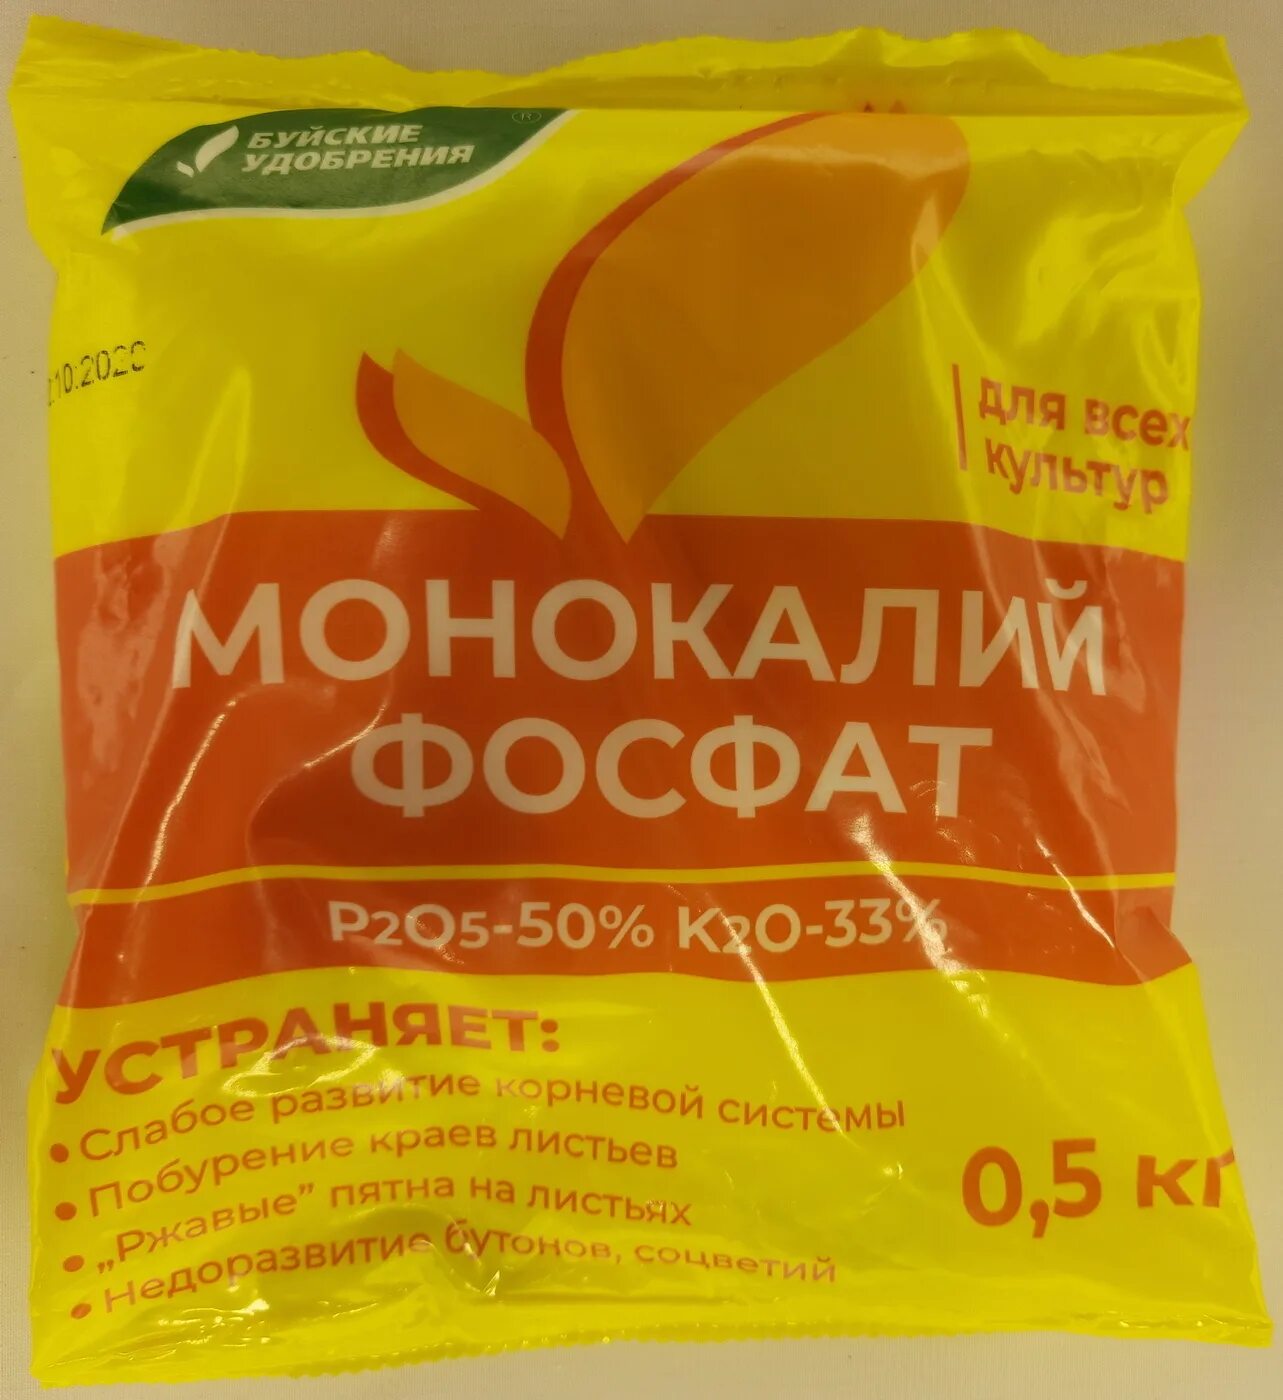 БУЙСКИЕ
УДОБРЕНИЯ
®
10:2020
для всех
культур
МОНОКАЛИЙ
ФОСФАТ
P2O5-50% K2O-33%
УСТРАНЯЕТ:
• Слабое развитие корневой системы
• Побурение краев листьев
• „Ржавые” пятна на листьях
• Недоразвитие бутонов, соцветий
0,5 кг